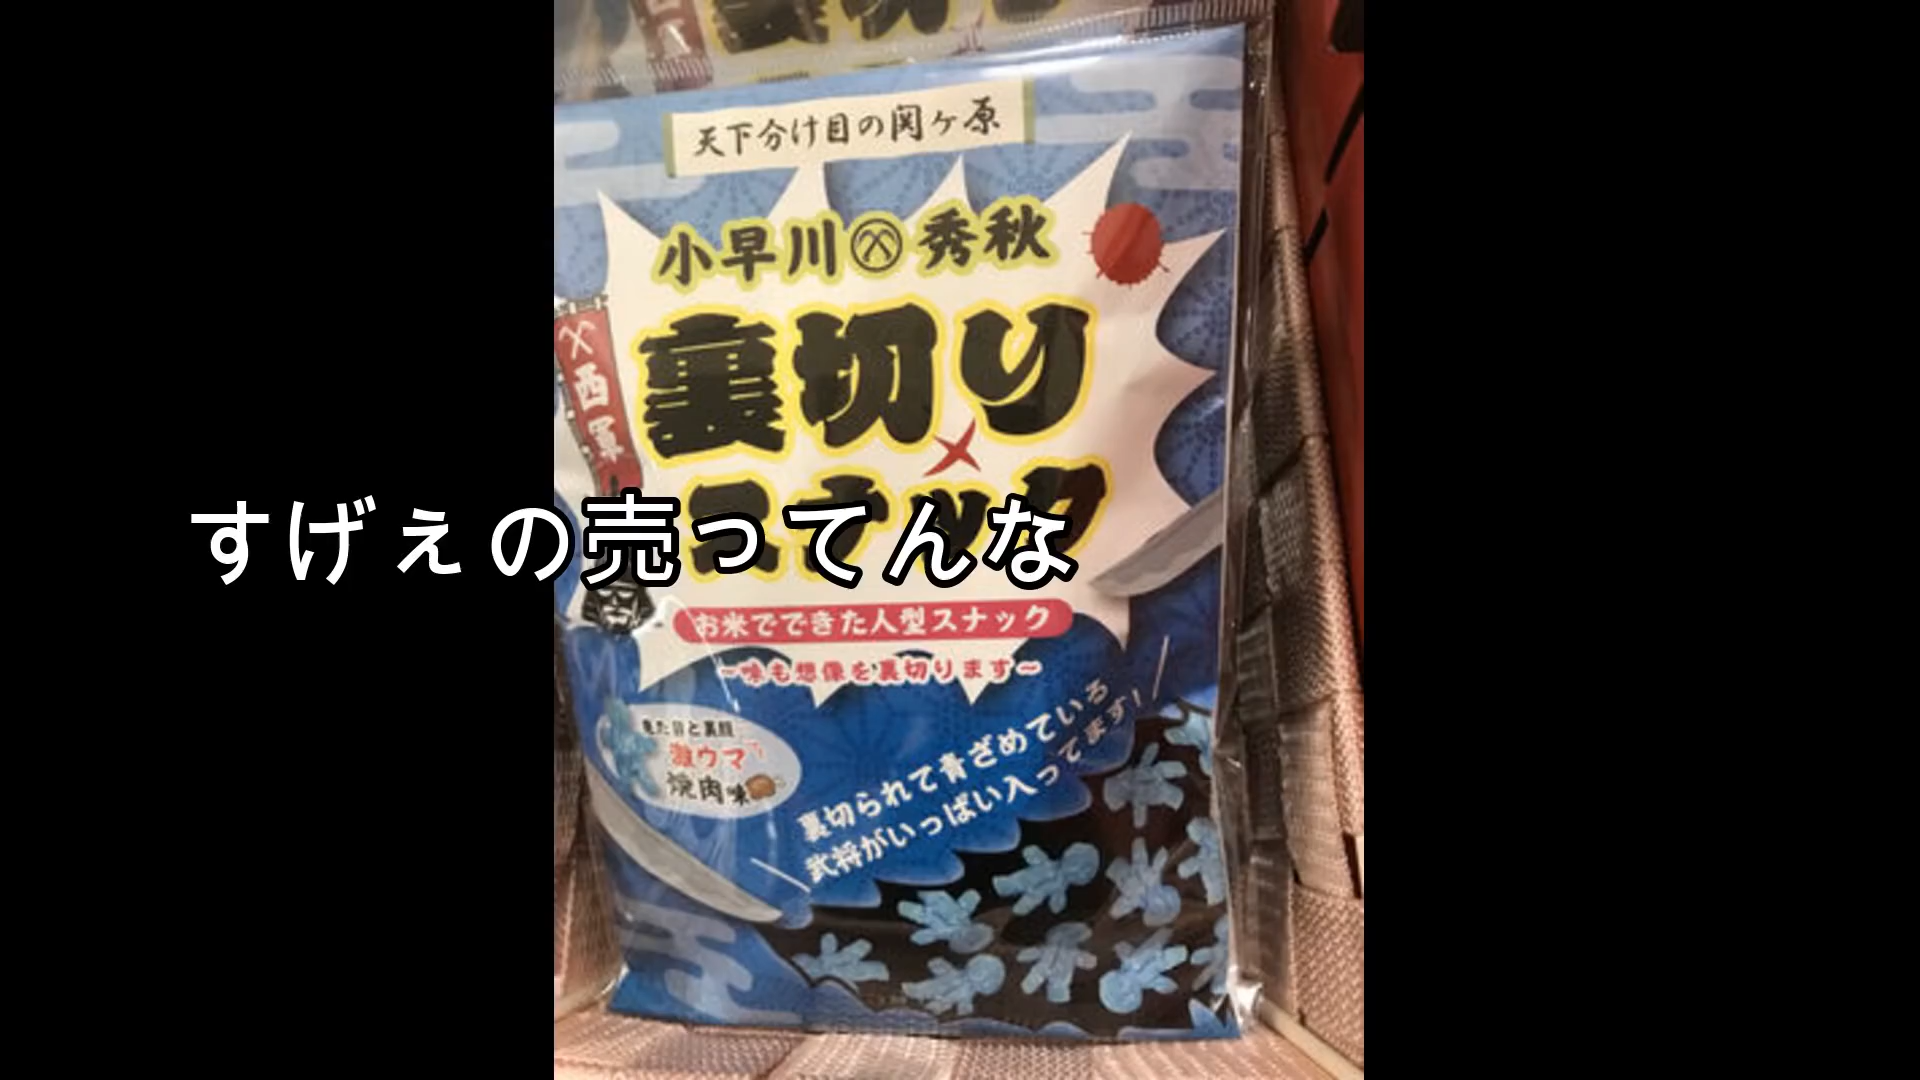 天下分け目の関ヶ原
小早川 秀秋
裏切り
×
スナック
西軍
すげぇの売ってんな
お米でできた人型スナック
～味も想像を裏切ります～
見た目と裏腹
激ウマ!?
焼肉味
裏切られて青ざめている
武将がいっぱい入ってます!